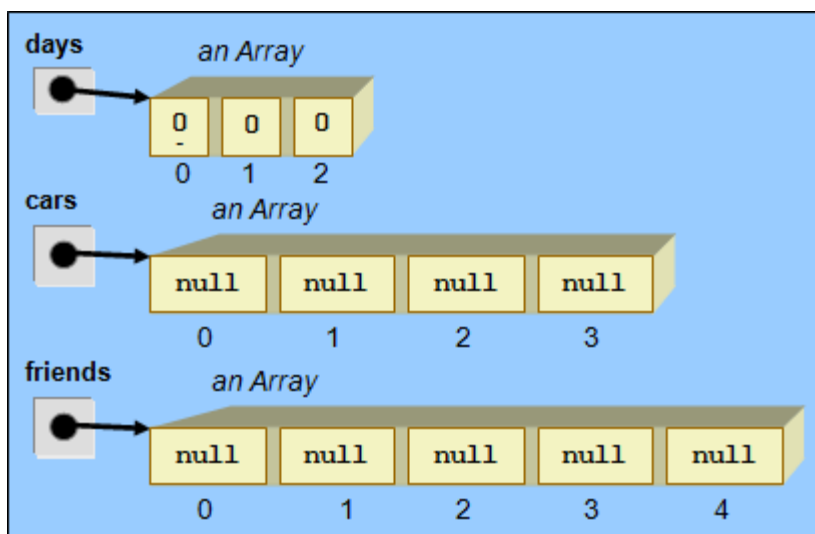 days
an Array
0 0 0
-
0 1 2
cars
an Array
null null null null
0 1 2 3
friends
an Array
null null null null null
0 1 2 3 4